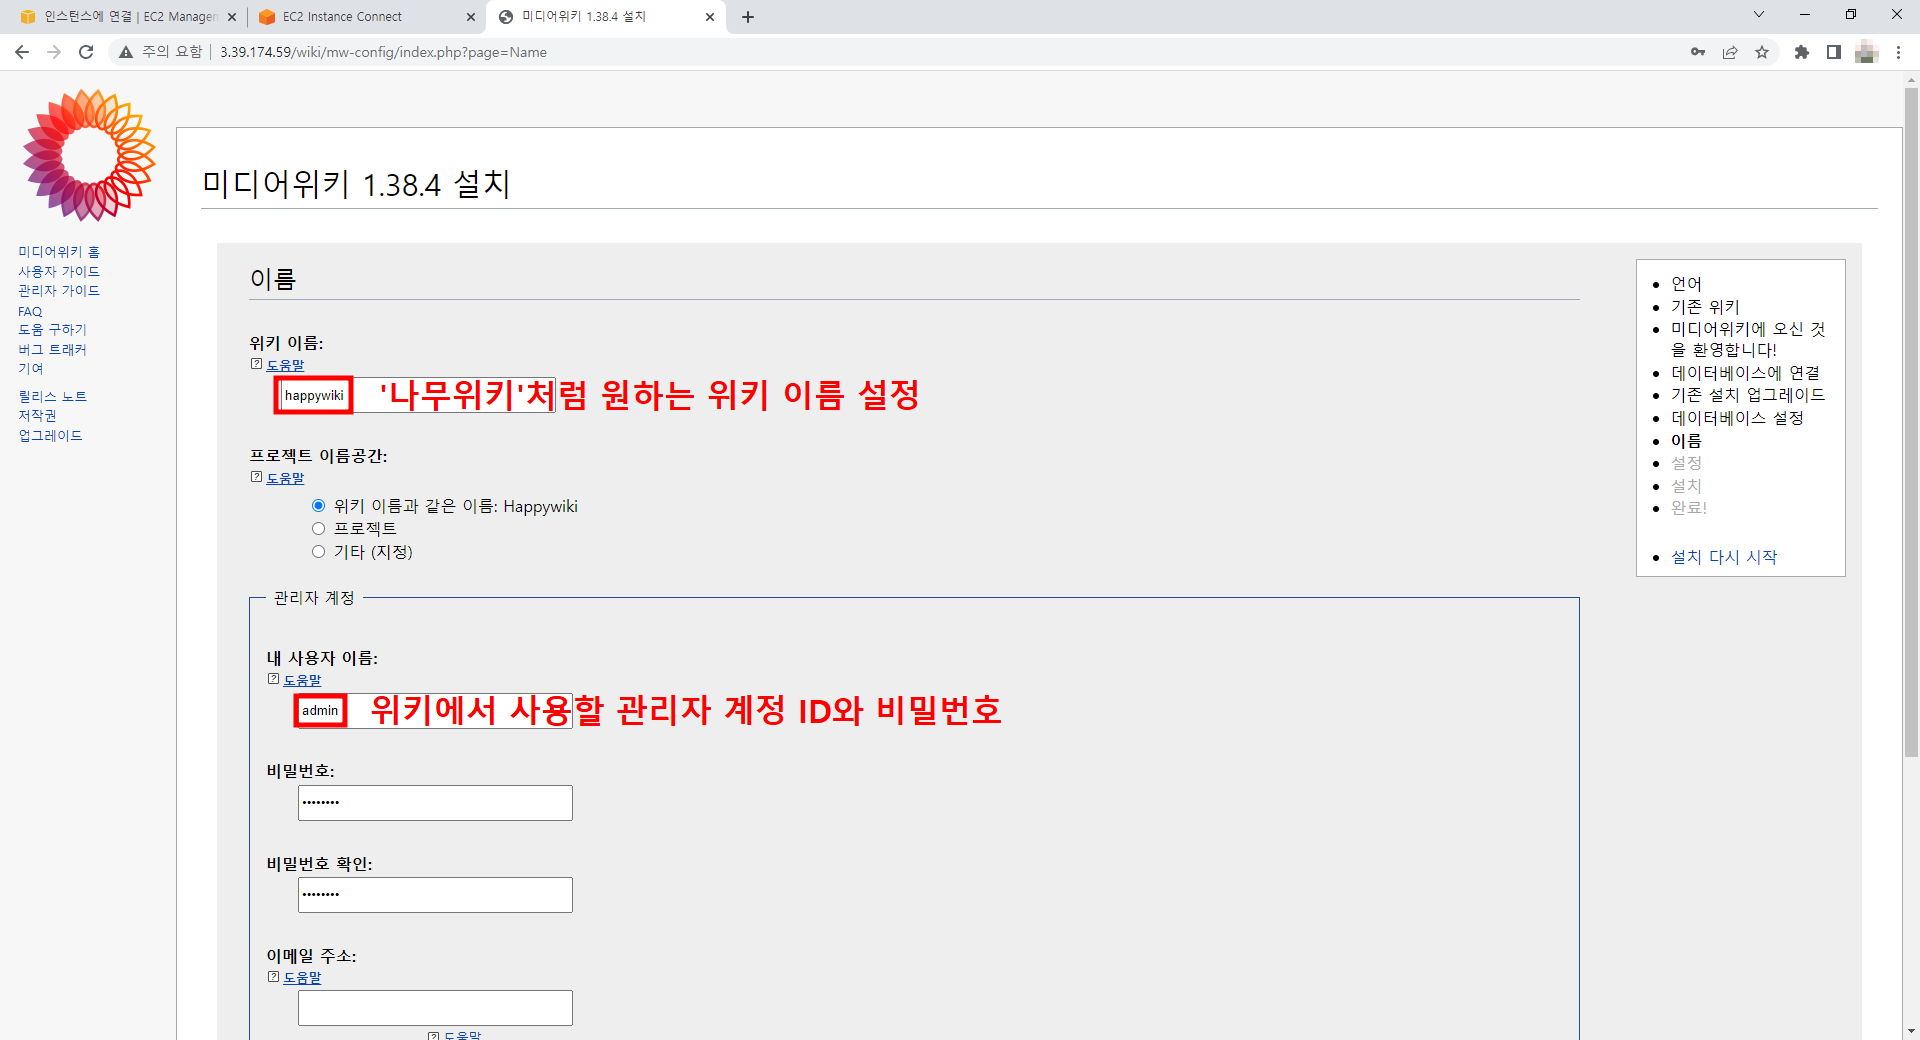 인스턴스에 연결 | EC2 Managem
EC2 Instance Connect
미디어위키 1.38.4 설치
주의 요함
3.39.174.59/wiki/mw-config/index.php?page=Name
미디어위키 홈
사용자 가이드
관리자 가이드
FAQ
도움 구하기
버그 트래커
기여
릴리스 노트
저작권
업그레이드
미디어위키 1.38.4 설치
이름
위키 이름:
도움말
happywiki
'나무위키'처럼 원하는 위키 이름 설정
프로젝트 이름공간:
도움말
위키 이름과 같은 이름: Happywiki
프로젝트
기타 (지정)
관리자 계정
내 사용자 이름:
도움말
admin
위키에서 사용할 관리자 계정 ID와 비밀번호
비밀번호:
••••••••
비밀번호 확인:
••••••••
이메일 주소:
도움말
도움말
언어
기존 위키
미디어위키에 오신 것
을 환영합니다!
데이터베이스에 연결
기존 설치 업그레이드
데이터베이스 설정
이름
설정
설치
완료!
설치 다시 시작